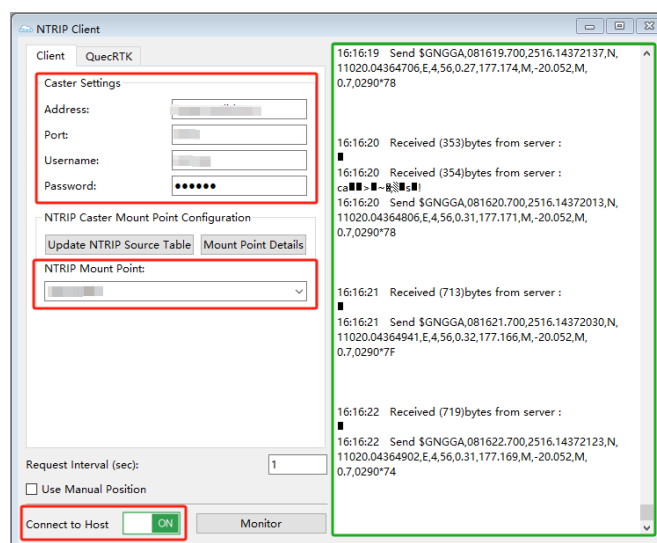 NTRIP Client
Client QuecRTK
Caster Settings
Address:
Port:
Username:
Password: ●●●●●●
NTRIP Caster Mount Point Configuration
Update NTRIP Source Table Mount Point Details
NTRIP Mount Point:
Request Interval (sec): 1
Use Manual Position
Connect to Host ON Monitor
16:16:19 Send $GNGGA,081619.700,2516.14372137,N,
11020.04364706,E,4,56,0.27,177.174,M,-20.052,M,
0.7,0290*78
16:16:20 Received (353)bytes from server :
16:16:20 Received (354)bytes from server :
16:16:20 Send $GNGGA,081620.700,2516.14372013,N,
11020.04364806,E,4,56,0.31,177.171,M,-20.052,M,
0.7,0290*78
16:16:21 Received (713)bytes from server :
16:16:21 Send $GNGGA,081621.700,2516.14372030,N,
11020.04364941,E,4,56,0.32,177.166,M,-20.052,M,
0.7,0290*7F
16:16:22 Received (719)bytes from server :
16:16:22 Send $GNGGA,081622.700,2516.14372123,N,
11020.04364902,E,4,56,0.31,177.169,M,-20.052,M,
0.7,0290*74